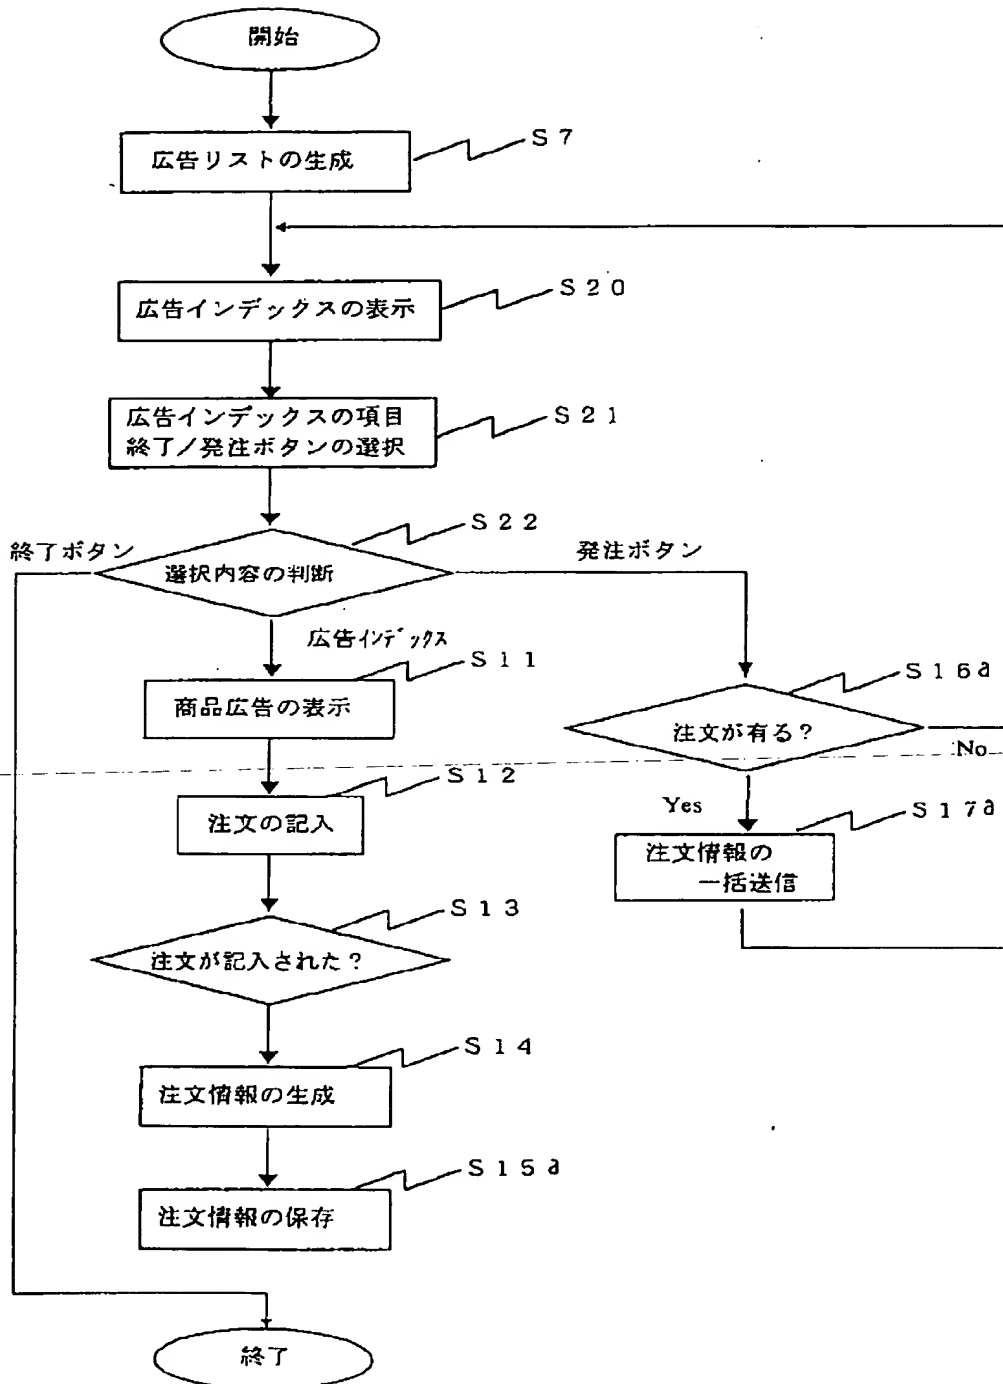 開始
広告リストの生成
S7
広告インデックスの表示
S20
広告インデックスの項目
終了/発注ボタンの選択
S21
S22
終了ボタン
選択内容の判断
発注ボタン
広告インデックス
S11
商品広告の表示
S16a
注文が有る?
No
S12
注文の記入
Yes
S17a
注文情報の
一括送信
S13
注文が記入された?
S14
注文情報の生成
S15a
注文情報の保存
終了